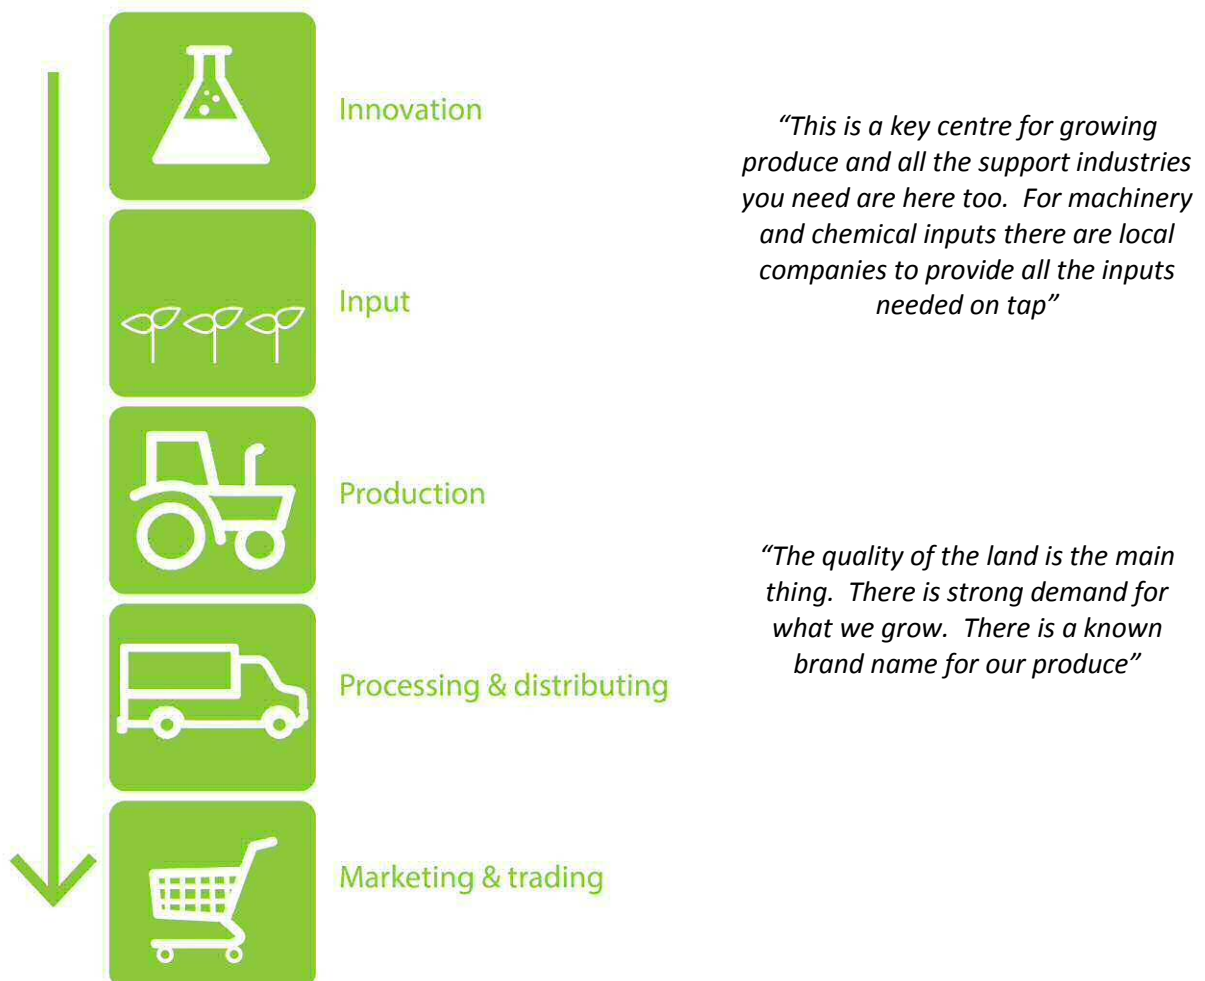 Innovation
“This is a key centre for growing
produce and all the support industries
you need are here too.  For machinery
and chemical inputs there are local
companies to provide all the inputs
needed on tap”
Input
Production
“The quality of the land is the main
thing.  There is strong demand for
what we grow.  There is a known
brand name for our produce”
Processing & distributing
Marketing & trading